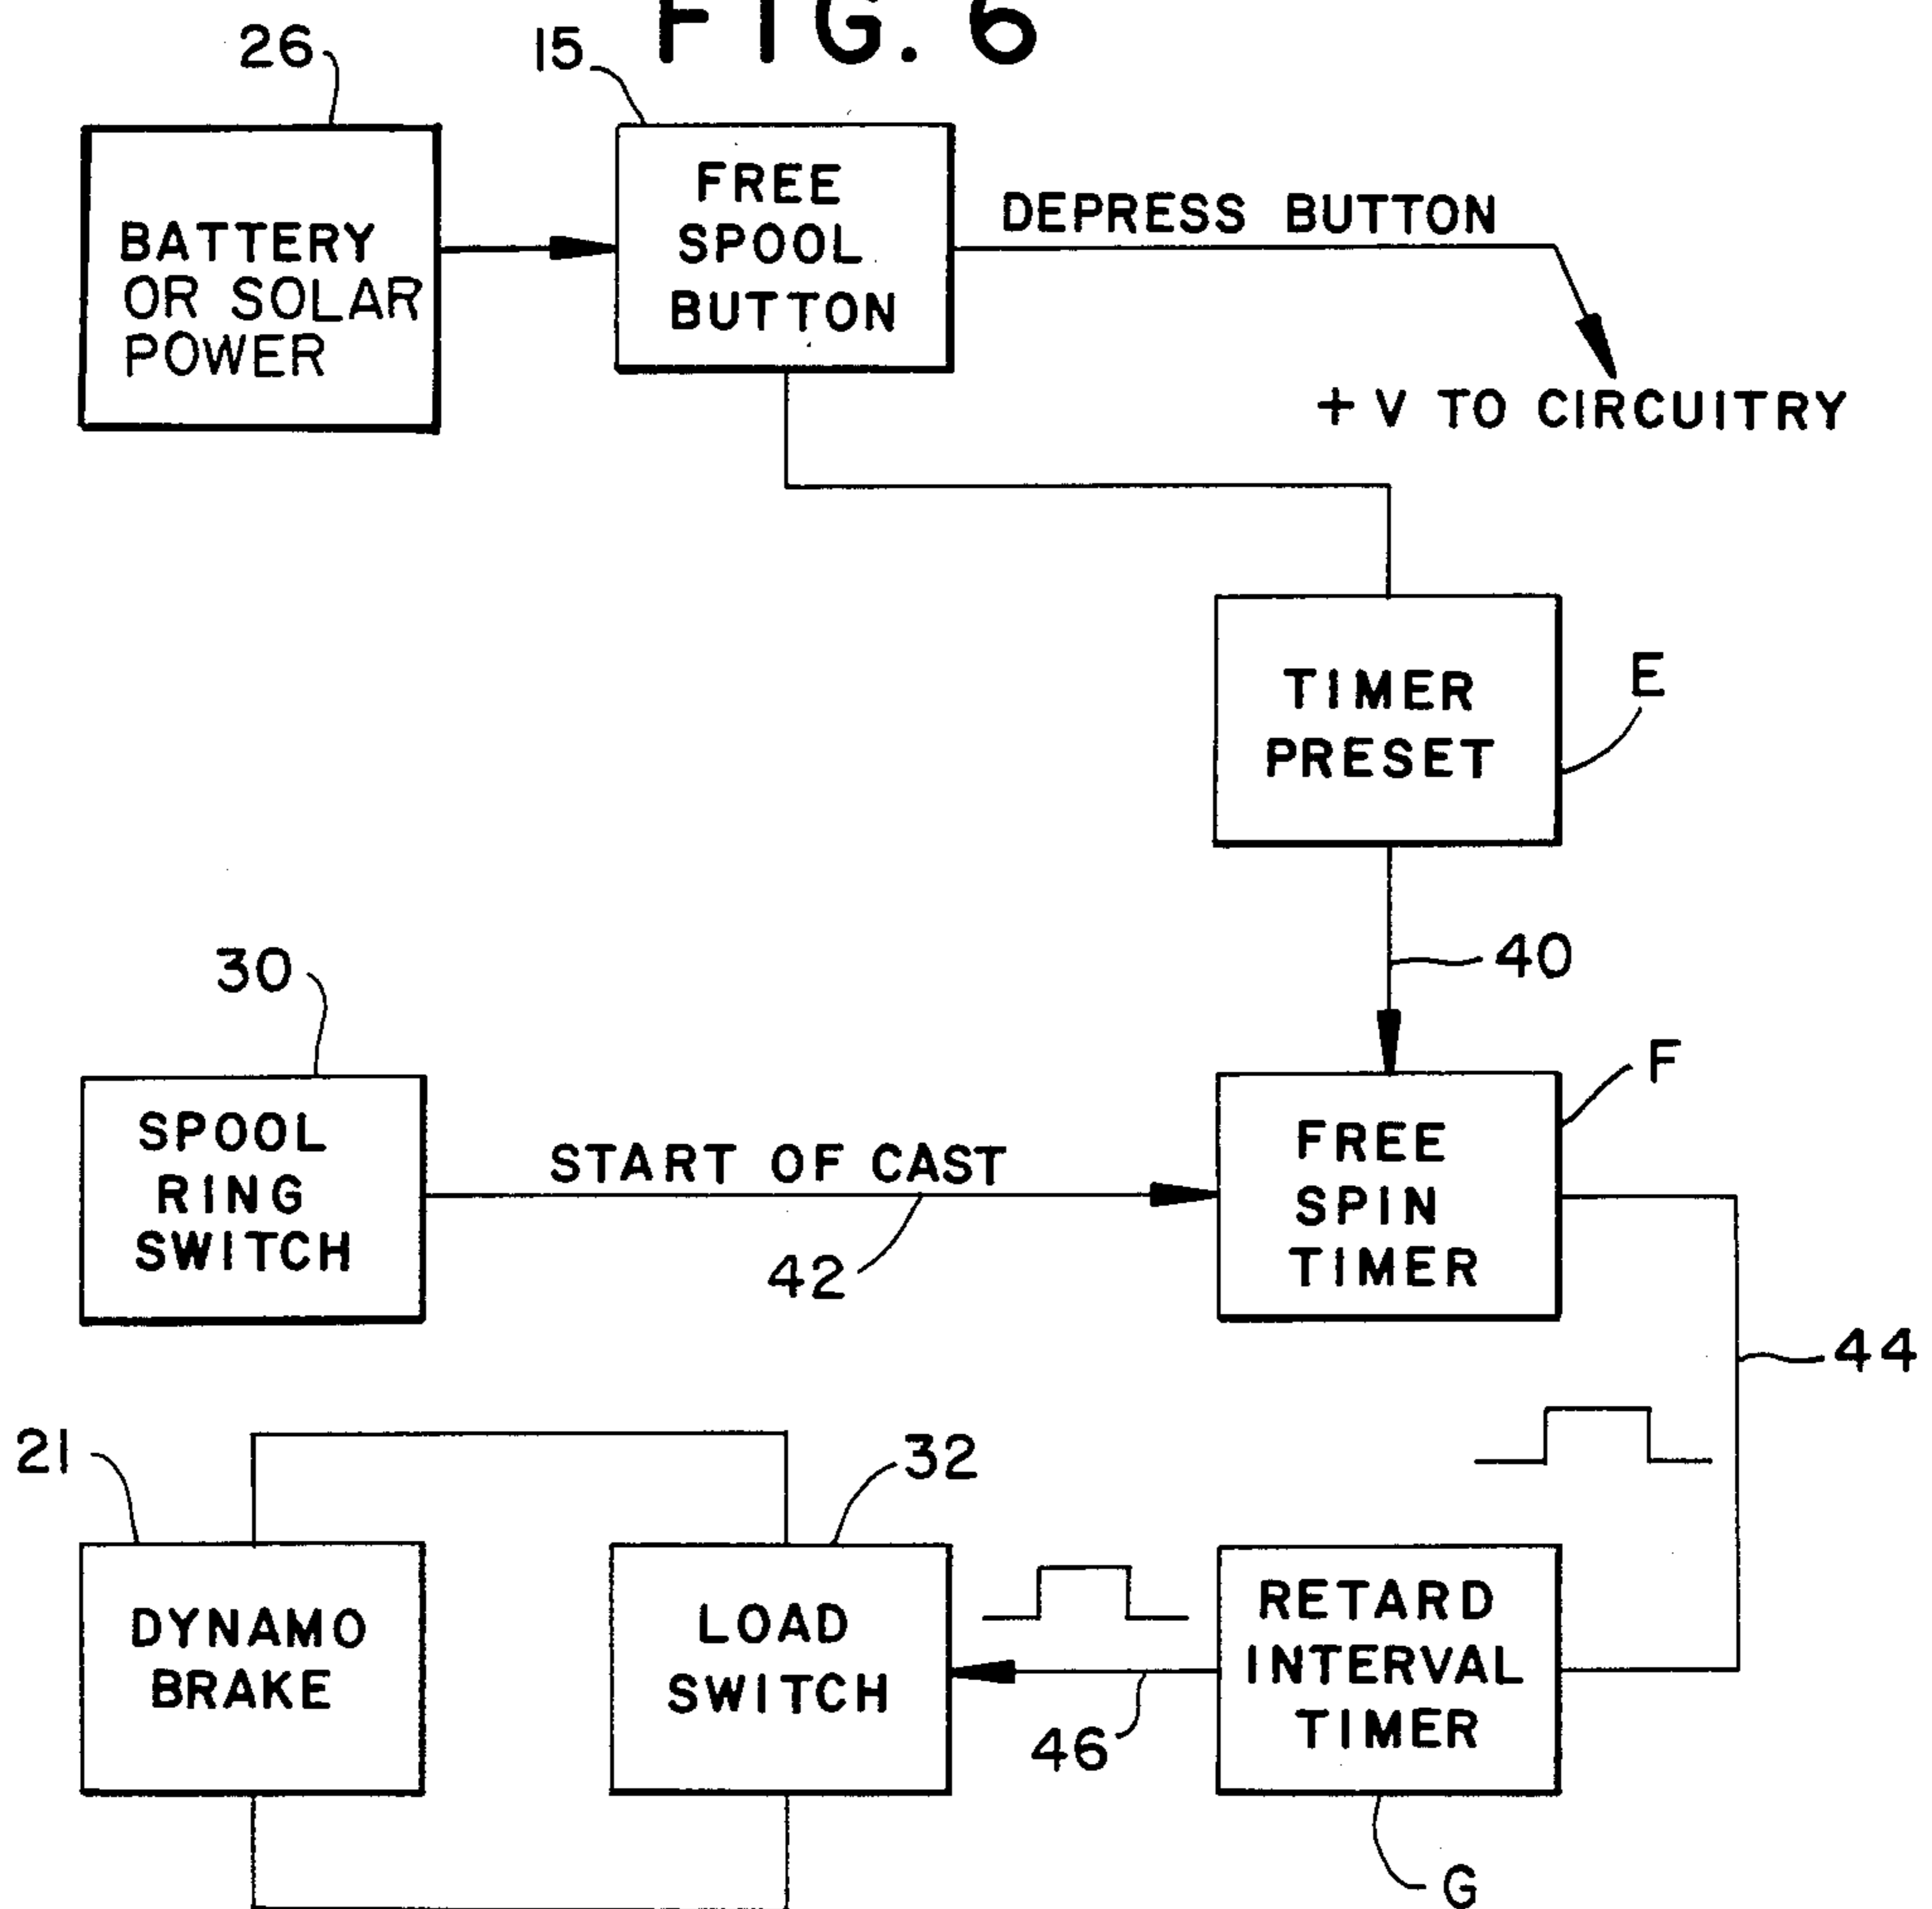 FIG. 6
26
15
BATTERY
OR SOLAR
POWER
FREE
SPOOL
BUTTON
DEPRESS BUTTON
+ V TO CIRCUITRY
TIMER
PRESET
E
40
30
SPOOL
RING
SWITCH
START OF CAST
42
FREE
SPIN
TIMER
F
44
21
DYNAMO
BRAKE
32
LOAD
SWITCH
46
RETARD
INTERVAL
TIMER
G